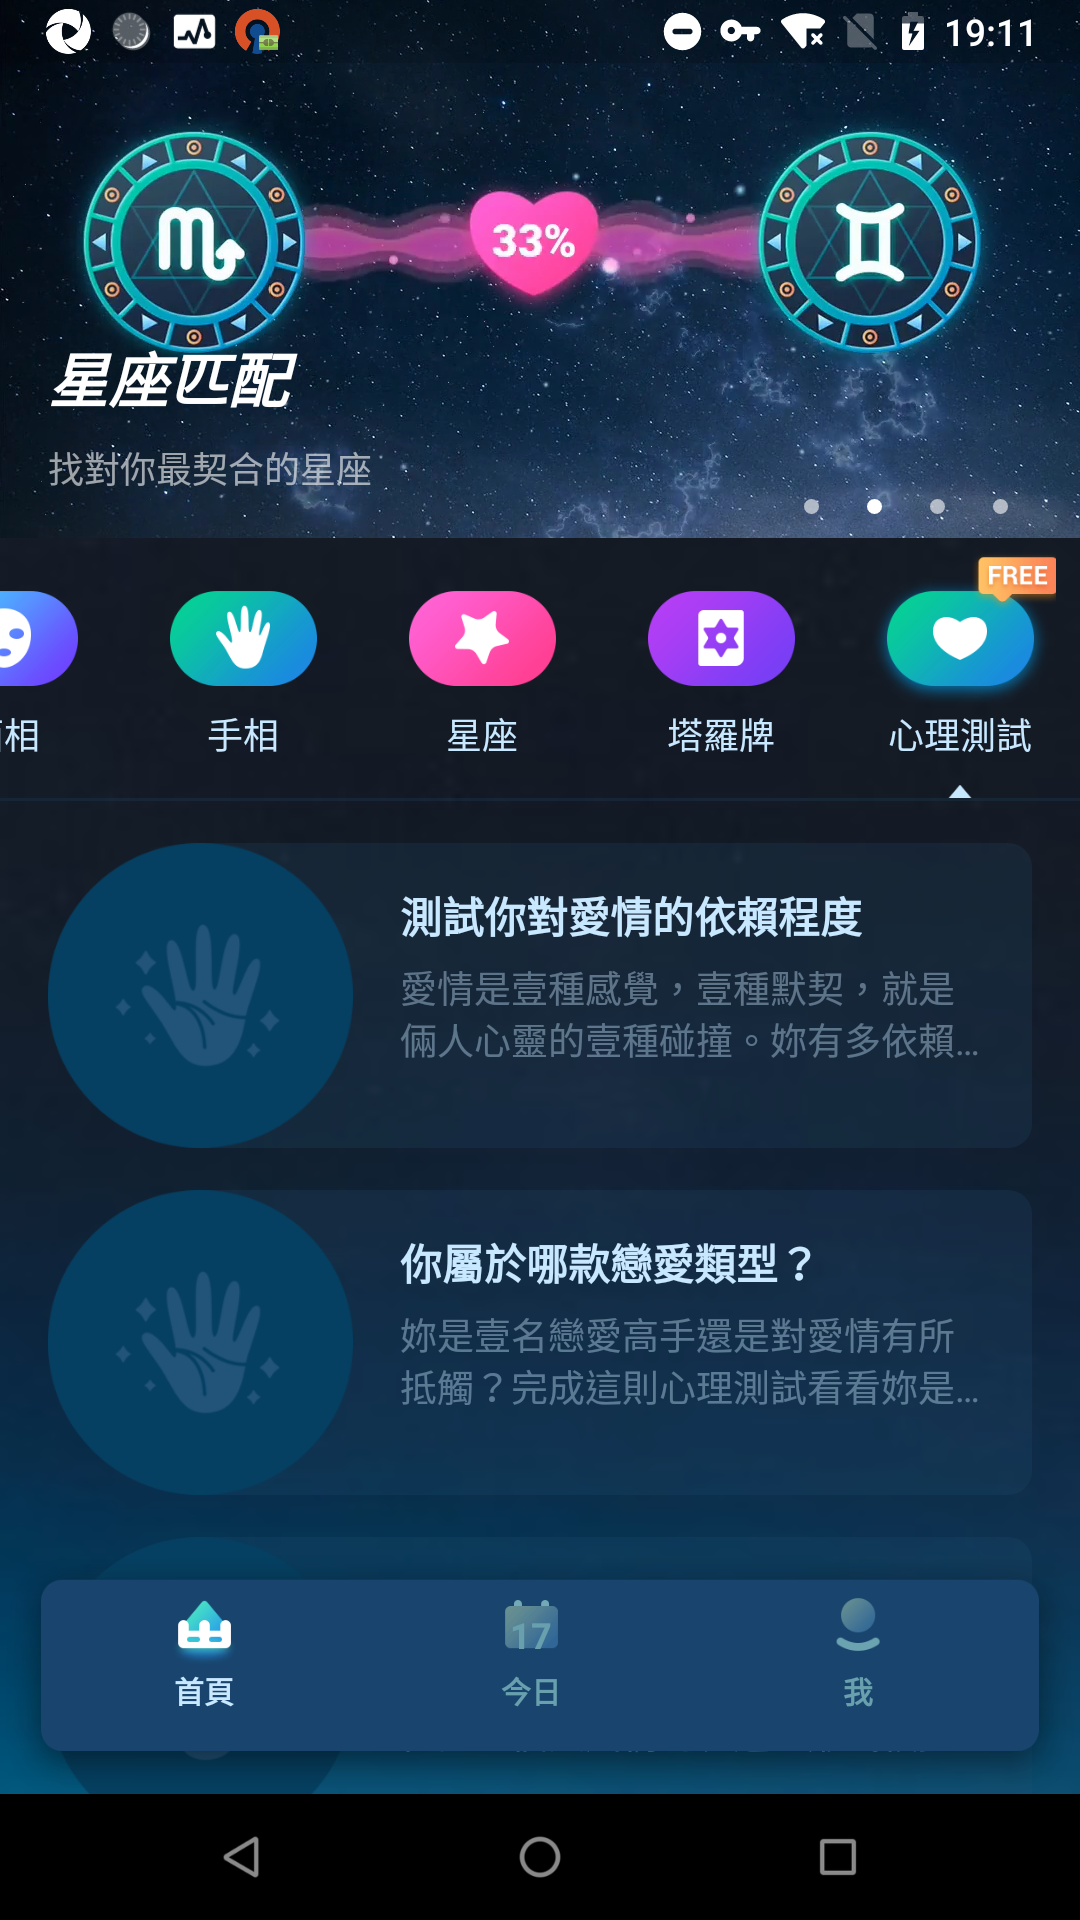 19:11
33%
星座匹配
找對你最契合的星座
FREE
相
手相
星座
塔羅牌
心理測試
測試你對愛情的依賴程度
愛情是壹種感覺，壹種默契，就是
倆人心靈的壹種碰撞。妳有多依賴...
你屬於哪款戀愛類型？
妳是壹名戀愛高手還是對愛情有所
抵觸？完成這則心理測試看看妳是...
17
首頁
今日
我